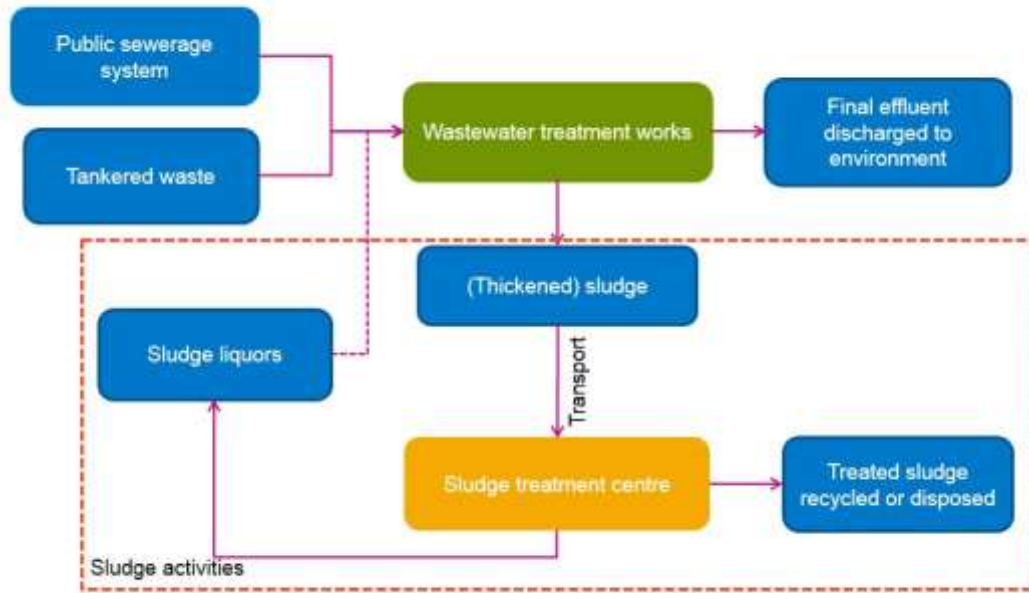 Public sewerage
system
Tankered waste
Wastewater treatment works
Final effluent
discharged to
environment
(Thickened) sludge
Sludge liquors
Transport
Sludge treatment centre
Treated sludge
recycled or disposed
Sludge activities